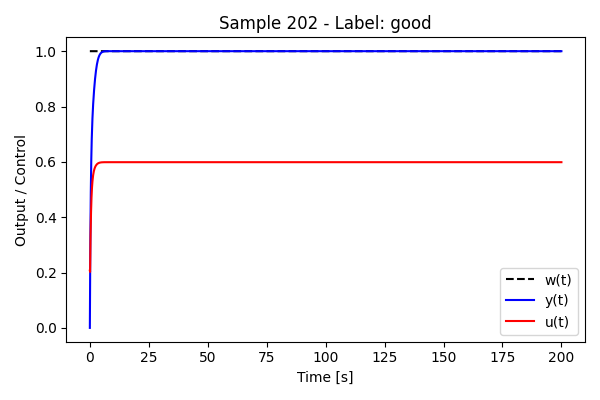 Sample 202 - Label: good
Output / Control
1.0
0.8
0.6
0.4
0.2
0.0
w(t)
y(t)
u(t)
0 25 50 75 100 125 150 175 200
Time [s]